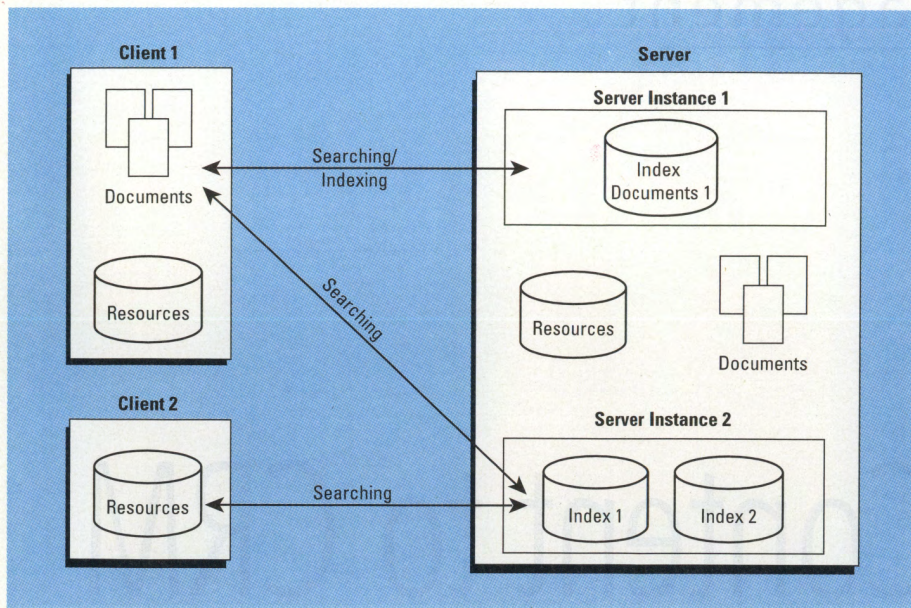 Client 1
Documents
Resources
Client 2
Resources
Searching/
Indexing
Searching
Searching
Server
Server Instance 1
Index
Documents 1
Resources
Documents
Server Instance 2
Index 1
Index 2